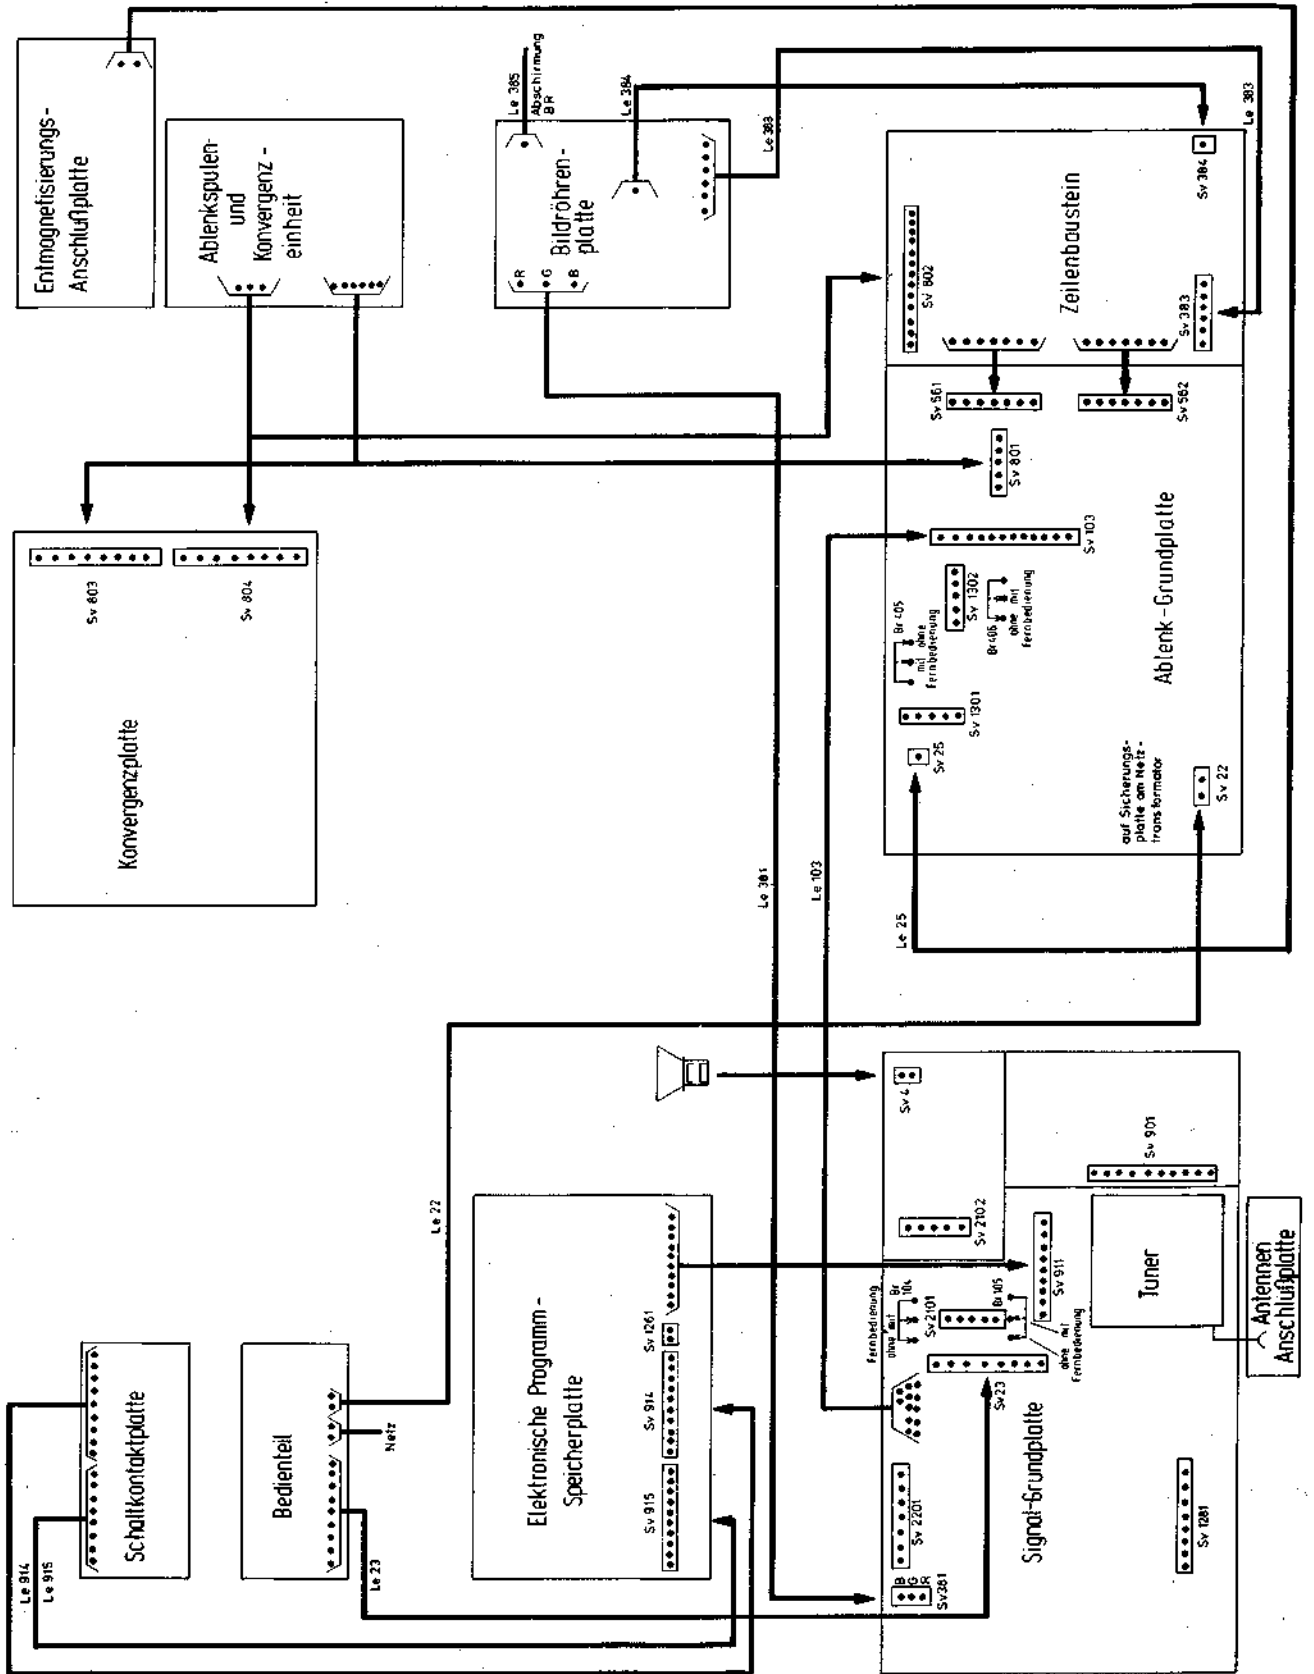 Entmagnetisierungs-
Anschlußplatte
Ablenkspulen-
und
Konvergenz-
einheit
Le 385
Abschirmung
BR
Le 384
Le 383
Bildröhren-
platte
R
G
B
Le 383
Sv 384
Sv 802
Zeilenbaustein
Sv 383
Sv 561
Sv 562
Sv 801
Sv 803
Sv 804
Konvergenzplatte
Sv 103
Sv 1302
Br 406
ohne mit
Fernbedienung
Br 405
mit ohne
Fernbedienung
Sv 1301
Sv 25
Ablenk-Grundplatte
auf Sicherungs-
platte am Netz-
transformator
Sv 22
Le 381
Le 103
Le 25
Le 22
Sv 4
Sv 901
Sv 2102
Sv 911
Tuner
Antennen
Anschlußplatte
Fernbedienung
ohne mit
Br
104
Sv 2101
Br 105
ohne mit
Fernbedienung
Sv 23
Sv 2201
Signal-Grundplatte
B
G
R
Sv381
Sv 1281
Elektronische Programm-
Speicherplatte
Sv 1261
Sv 914
Sv 915
Schaltkontaktplatte
Bedienteil
Netz
Le 914
Le 915
Le 23